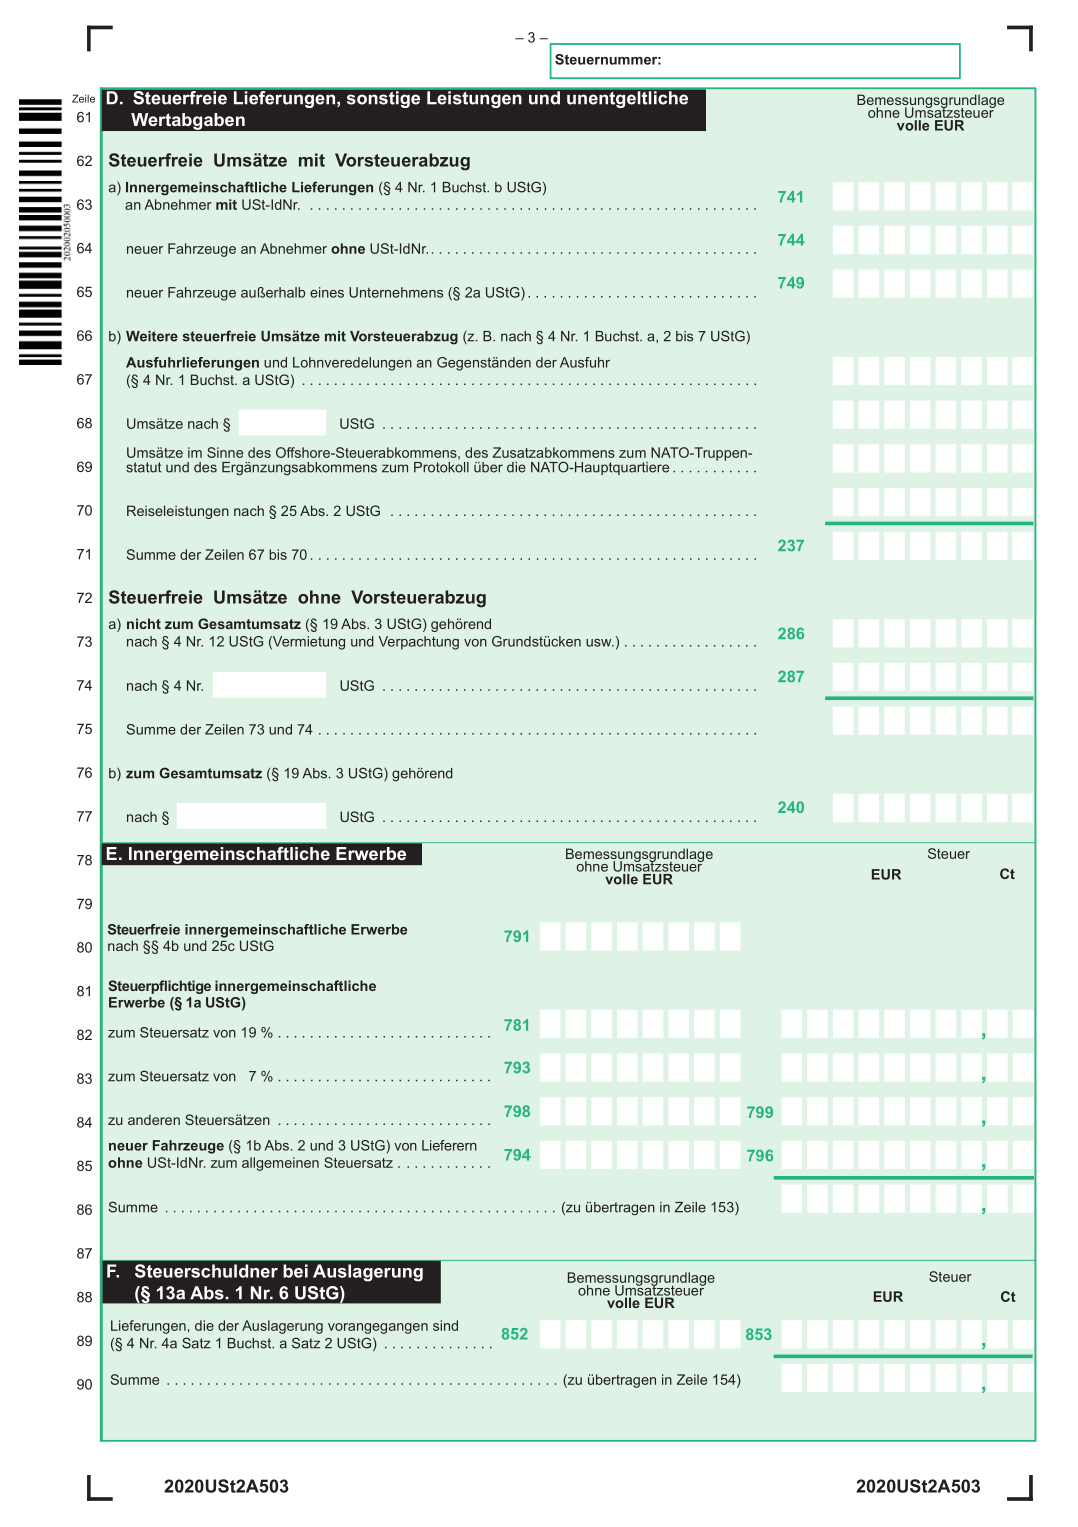 – 3 –
Steuernummer:
Zeile
61 D. Steuerfreie Lieferungen, sonstige Leistungen und unentgeltliche
Wertabgaben
Bemessungsgrundlage
ohne Umsatzsteuer
volle EUR
62 Steuerfreie Umsätze mit Vorsteuerabzug
a) Innergemeinschaftliche Lieferungen (§ 4 Nr. 1 Buchst. b UStG)
63 an Abnehmer mit USt-IdNr. . . . . . . . . . . . . . . . . . . . . . . . . . . . . . 741
64 neuer Fahrzeuge an Abnehmer ohne USt-IdNr. . . . . . . . . . . . . . . . . . . . . . 744
65 neuer Fahrzeuge außerhalb eines Unternehmens (§ 2a UStG) . . . . . . . . . . . . . . . 749
66 b) Weitere steuerfreie Umsätze mit Vorsteuerabzug (z. B. nach § 4 Nr. 1 Buchst. a, 2 bis 7 UStG)
Ausfuhrlieferungen und Lohnveredelungen an Gegenständen der Ausfuhr
67 (§ 4 Nr. 1 Buchst. a UStG) . . . . . . . . . . . . . . . . . . . . . . . . . . . . . .
68 Umsätze nach § UStG . . . . . . . . . . . . . . . . . . . . . . . . . . . . . .
Umsätze im Sinne des Offshore-Steuerabkommens, des Zusatzabkommens zum NATO-Truppen-
69 statut und des Ergänzungsabkommens zum Protokoll über die NATO-Hauptquartiere . . . . . . . . . . .
70 Reiseleistungen nach § 25 Abs. 2 UStG . . . . . . . . . . . . . . . . . . . . . . . . .
71 Summe der Zeilen 67 bis 70 . . . . . . . . . . . . . . . . . . . . . . . . . . . . . . 237
72 Steuerfreie Umsätze ohne Vorsteuerabzug
a) nicht zum Gesamtumsatz (§ 19 Abs. 3 UStG) gehörend
73 nach § 4 Nr. 12 UStG (Vermietung und Verpachtung von Grundstücken usw.) . . . . . . . . . . . . . . . . . 286
74 nach § 4 Nr. UStG . . . . . . . . . . . . . . . . . . . . . . . . . . . . . . 287
75 Summe der Zeilen 73 und 74 . . . . . . . . . . . . . . . . . . . . . . . . . . . . . .
76 b) zum Gesamtumsatz (§ 19 Abs. 3 UStG) gehörend
77 nach § UStG . . . . . . . . . . . . . . . . . . . . . . . . . . . . . . 240
78 E. Innergemeinschaftliche Erwerbe
Bemessungsgrundlage
ohne Umsatzsteuer
volle EUR
Steuer
EUR Ct
79
Steuerfreie innergemeinschaftliche Erwerbe
80 nach §§ 4b und 25c UStG 791
81 Steuerpflichtige innergemeinschaftliche
Erwerbe (§ 1a UStG)
82 zum Steuersatz von 19 % . . . . . . . . . . . . . . . . . . . . . . . . . . . 781 ,
83 zum Steuersatz von 7 % . . . . . . . . . . . . . . . . . . . . . . . . . . . 793 ,
84 zu anderen Steuersätzen . . . . . . . . . . . . . . . . . . . . . . . . . . . 798 799 ,
neuer Fahrzeuge (§ 1b Abs. 2 und 3 UStG) von Lieferern
85 ohne USt-IdNr. zum allgemeinen Steuersatz . . . . . . . . . . . . 794 796 ,
86 Summe . . . . . . . . . . . . . . . . . . . . . . . . . . . . . . (zu übertragen in Zeile 153) ,
87
F. Steuerschuldner bei Auslagerung
88 (§ 13a Abs. 1 Nr. 6 UStG)
Bemessungsgrundlage
ohne Umsatzsteuer
volle EUR
Steuer
EUR Ct
Lieferungen, die der Auslagerung vorangegangen sind
89 (§ 4 Nr. 4a Satz 1 Buchst. a Satz 2 UStG) . . . . . . . . . . . . . . 852 853 ,
90 Summe . . . . . . . . . . . . . . . . . . . . . . . . . . . . . . (zu übertragen in Zeile 154) ,
202002050003
2020USt2A503 2020USt2A503